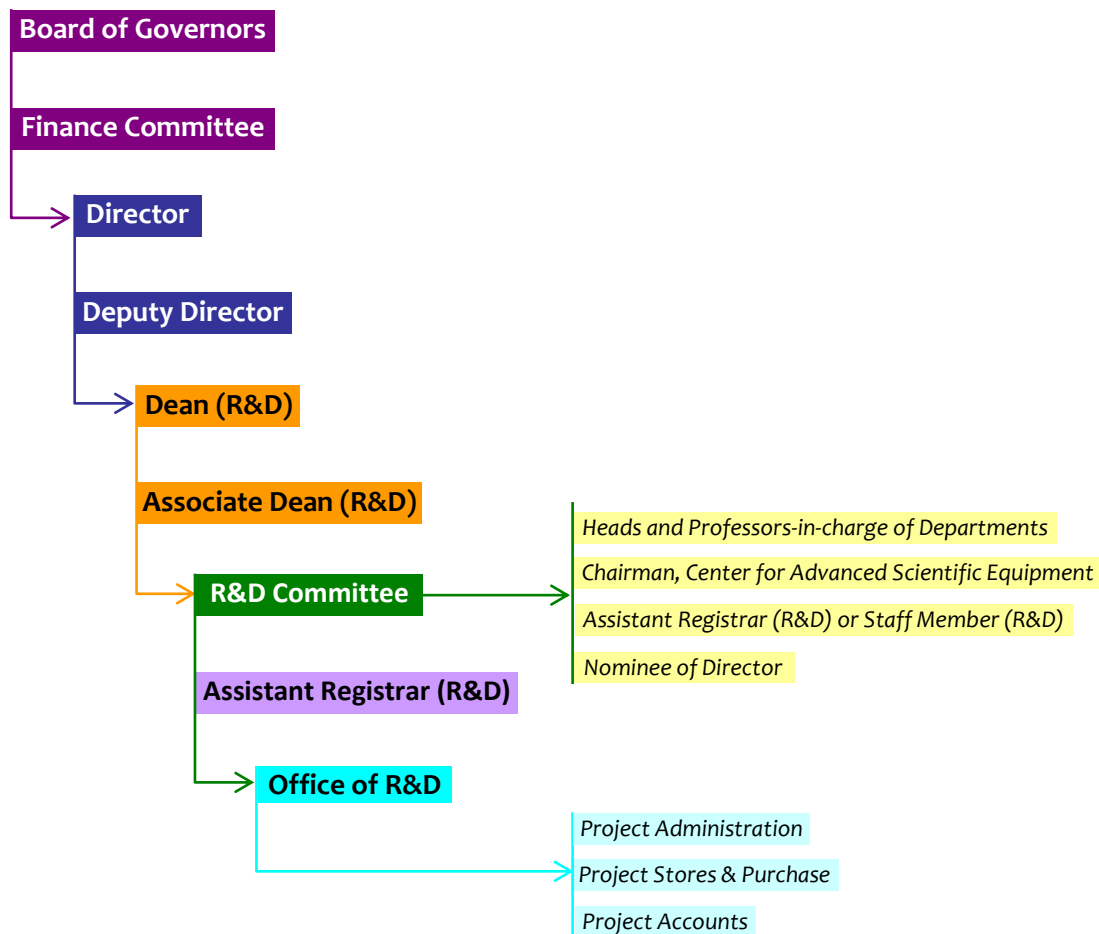 Board of Governors
Finance Committee
Director
Deputy Director
Dean (R&D)
Associate Dean (R&D)
R&D Committee
Heads and Professors-in-charge of Departments
Chairman, Center for Advanced Scientific Equipment
Assistant Registrar (R&D) or Staff Member (R&D)
Nominee of Director
Assistant Registrar (R&D)
Office of R&D
Project Administration
Project Stores & Purchase
Project Accounts